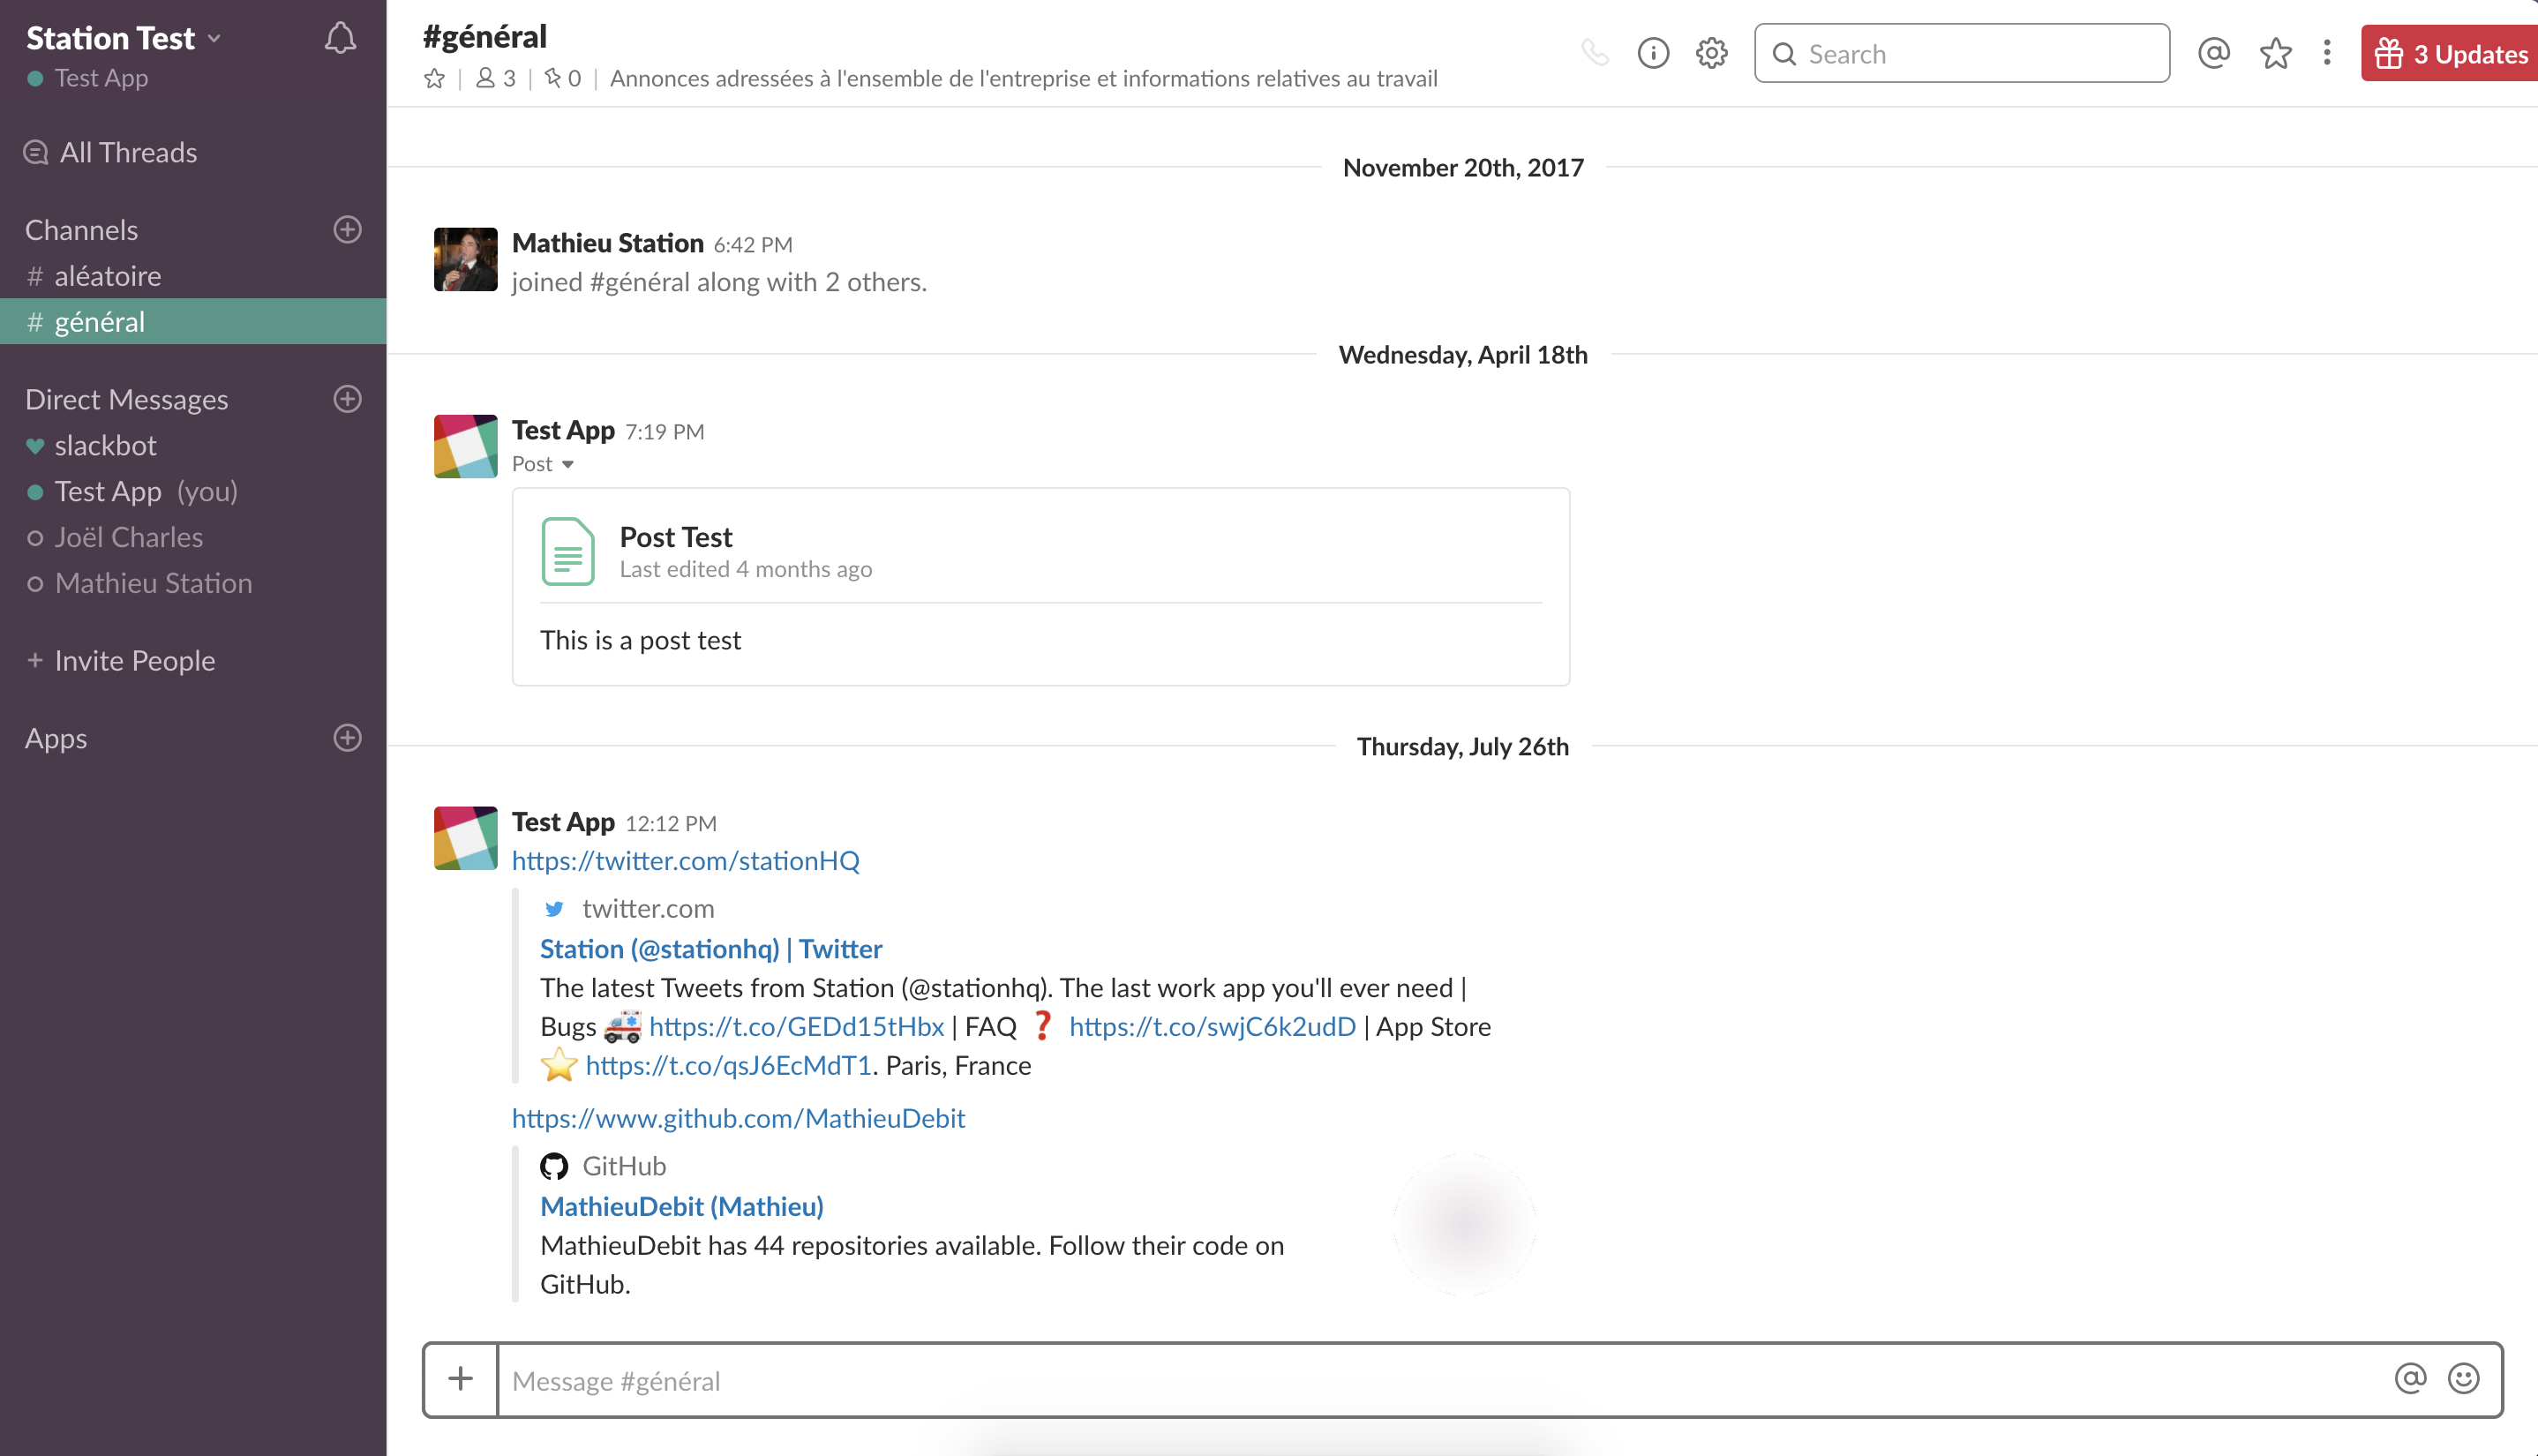 Station Test
Test App
All Threads
Channels
# aléatoire
# général
Direct Messages
slackbot
Test App (you)
Joël Charles
Mathieu Station
+ Invite People
Apps
#général
3 | 0 | Annonces adressées à l'ensemble de l'entreprise et informations relatives au travail
Search
3 Updates
November 20th, 2017
Mathieu Station 6:42 PM
joined #général along with 2 others.
Wednesday, April 18th
Test App 7:19 PM
Post
Post Test
Last edited 4 months ago
This is a post test
Thursday, July 26th
Test App 12:12 PM
https://twitter.com/stationHQ
twitter.com
Station (@stationhq) | Twitter
The latest Tweets from Station (@stationhq). The last work app you'll ever need |
Bugs 🚑 https://t.co/GEDd15tHbx | FAQ ❓ https://t.co/swjC6k2udD | App Store
⭐ https://t.co/qsJ6EcMdT1. Paris, France
https://www.github.com/MathieuDebit
GitHub
MathieuDebit (Mathieu)
MathieuDebit has 44 repositories available. Follow their code on
GitHub.
Message #général